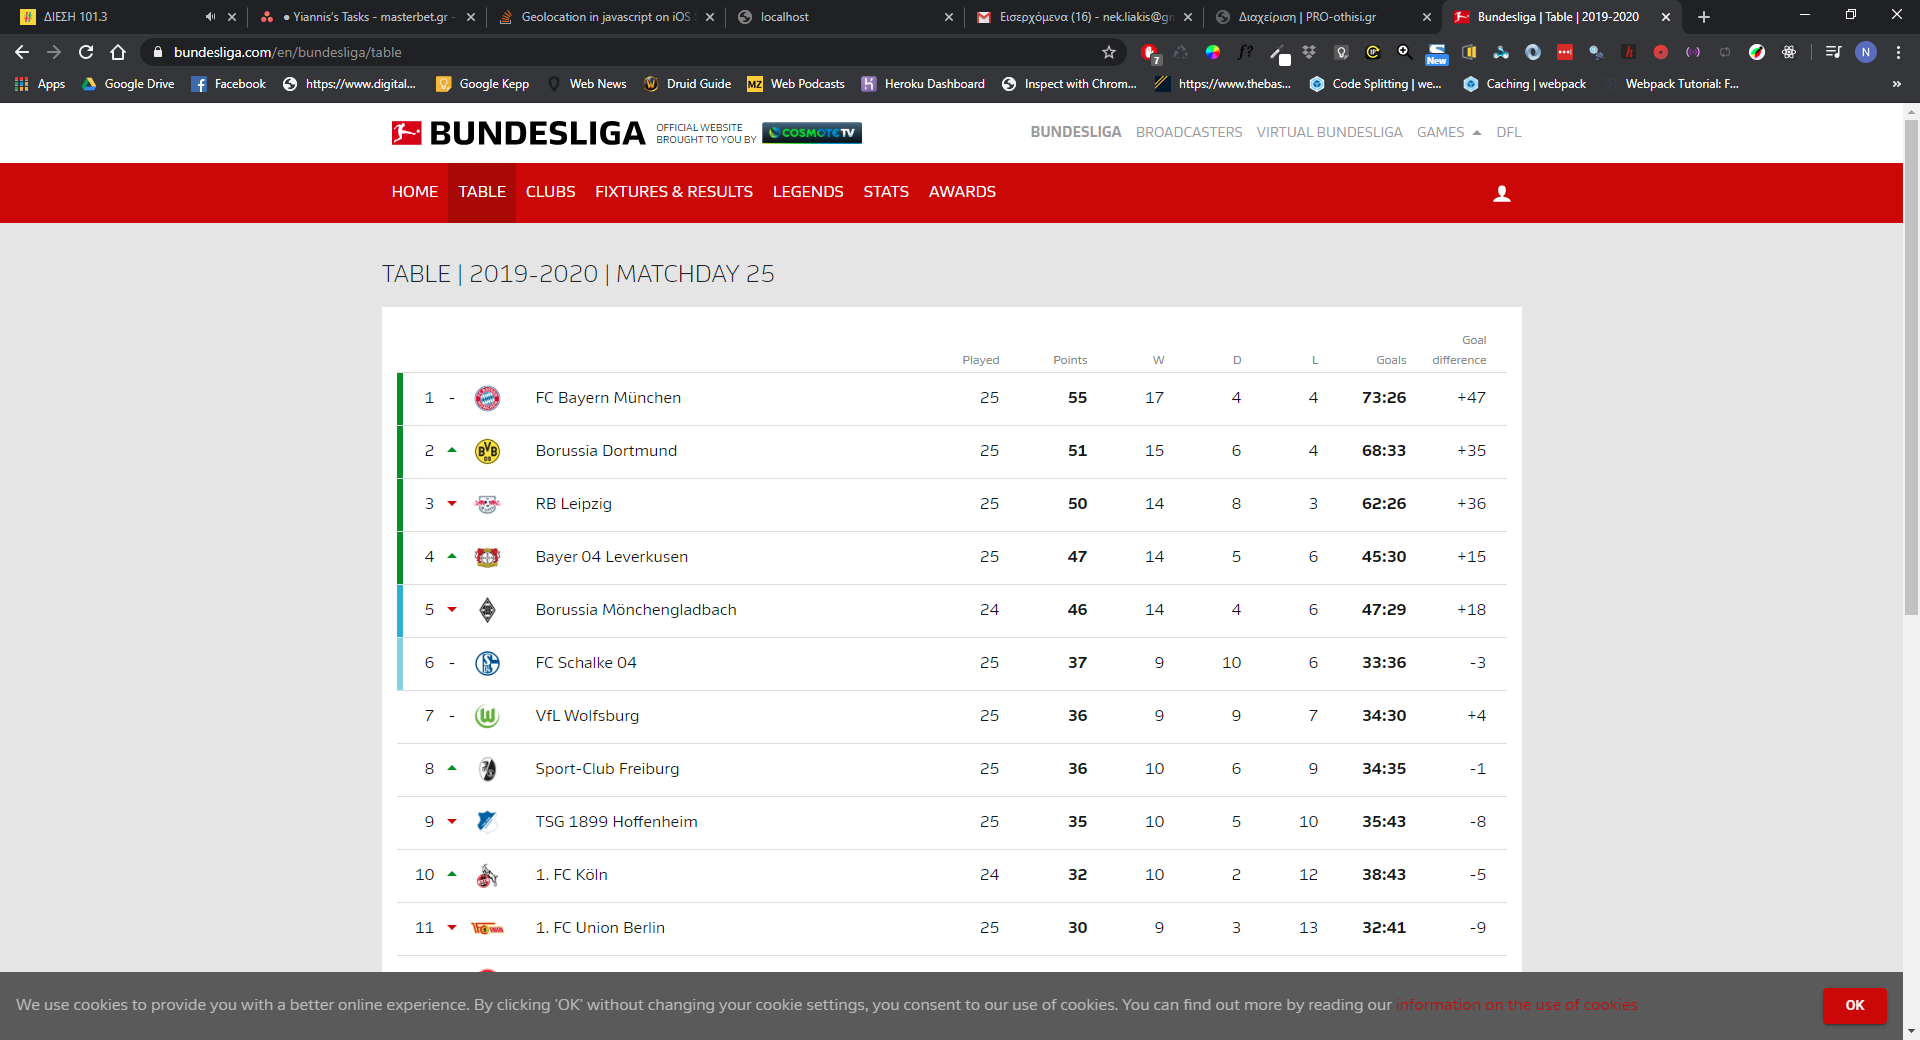 ΔΙΕΣΗ 101.3
● Yiannis's Tasks - masterbet.gr -
Geolocation in javascript on iOS
localhost
Εισερχόμενα (16) - nek.liakis@gm
Διαχείριση | PRO-othisi.gr
Bundesliga | Table | 2019-2020
bundesliga.com/en/bundesliga/table
7
f?
New
N
Apps
Google Drive
Facebook
https://www.digital...
Google Kepp
Web News
Druid Guide
MZ Web Podcasts
Heroku Dashboard
Inspect with Chrom...
https://www.thebas...
Code Splitting | we...
Caching | webpack
Webpack Tutorial: F...
»
BUNDESLIGA
OFFICIAL WEBSITE
BROUGHT TO YOU BY
COSMOTE TV
BUNDESLIGA BROADCASTERS VIRTUAL BUNDESLIGA GAMES DFL
HOME TABLE CLUBS FIXTURES & RESULTS LEGENDS STATS AWARDS
TABLE | 2019-2020 | MATCHDAY 25
Played Points W D L Goals Goal difference
1 - FC Bayern München 25 55 17 4 4 73:26 +47
2 Borussia Dortmund 25 51 15 6 4 68:33 +35
3 RB Leipzig 25 50 14 8 3 62:26 +36
4 Bayer 04 Leverkusen 25 47 14 5 6 45:30 +15
5 Borussia Mönchengladbach 24 46 14 4 6 47:29 +18
6 - FC Schalke 04 25 37 9 10 6 33:36 -3
7 - VfL Wolfsburg 25 36 9 9 7 34:30 +4
8 Sport-Club Freiburg 25 36 10 6 9 34:35 -1
9 TSG 1899 Hoffenheim 25 35 10 5 10 35:43 -8
10 1. FC Köln 24 32 10 2 12 38:43 -5
11 1. FC Union Berlin 25 30 9 3 13 32:41 -9
We use cookies to provide you with a better online experience. By clicking 'OK' without changing your cookie settings, you consent to our use of cookies. You can find out more by reading our information on the use of cookies
OK